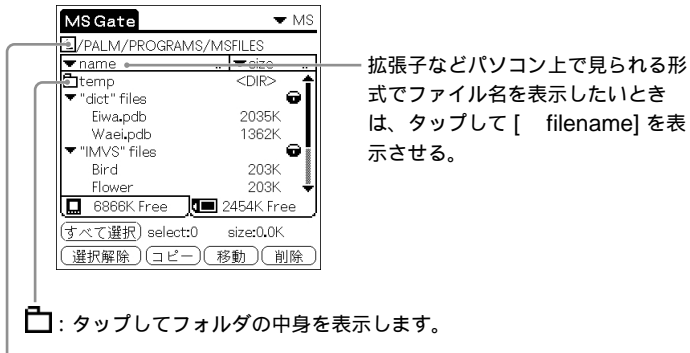 MS Gate ▼ MS
/PALM/PROGRAMS/MSFILES
▼ name ▼ size
temp <DIR>
▼ "dict" files
Eiwa.pdb 2035K
Waei.pdb 1362K
▼ "IMVS" files
Bird 203K
Flower 203K
6866K Free 2454K Free
すべて選択 select:0 size:0.0K
選択解除 コピー 移動 削除
拡張子などパソコン上で見られる形
式でファイル名を表示したいとき
は、タップして [ filename] を表
示させる。
: タップしてフォルダの中身を表示します。